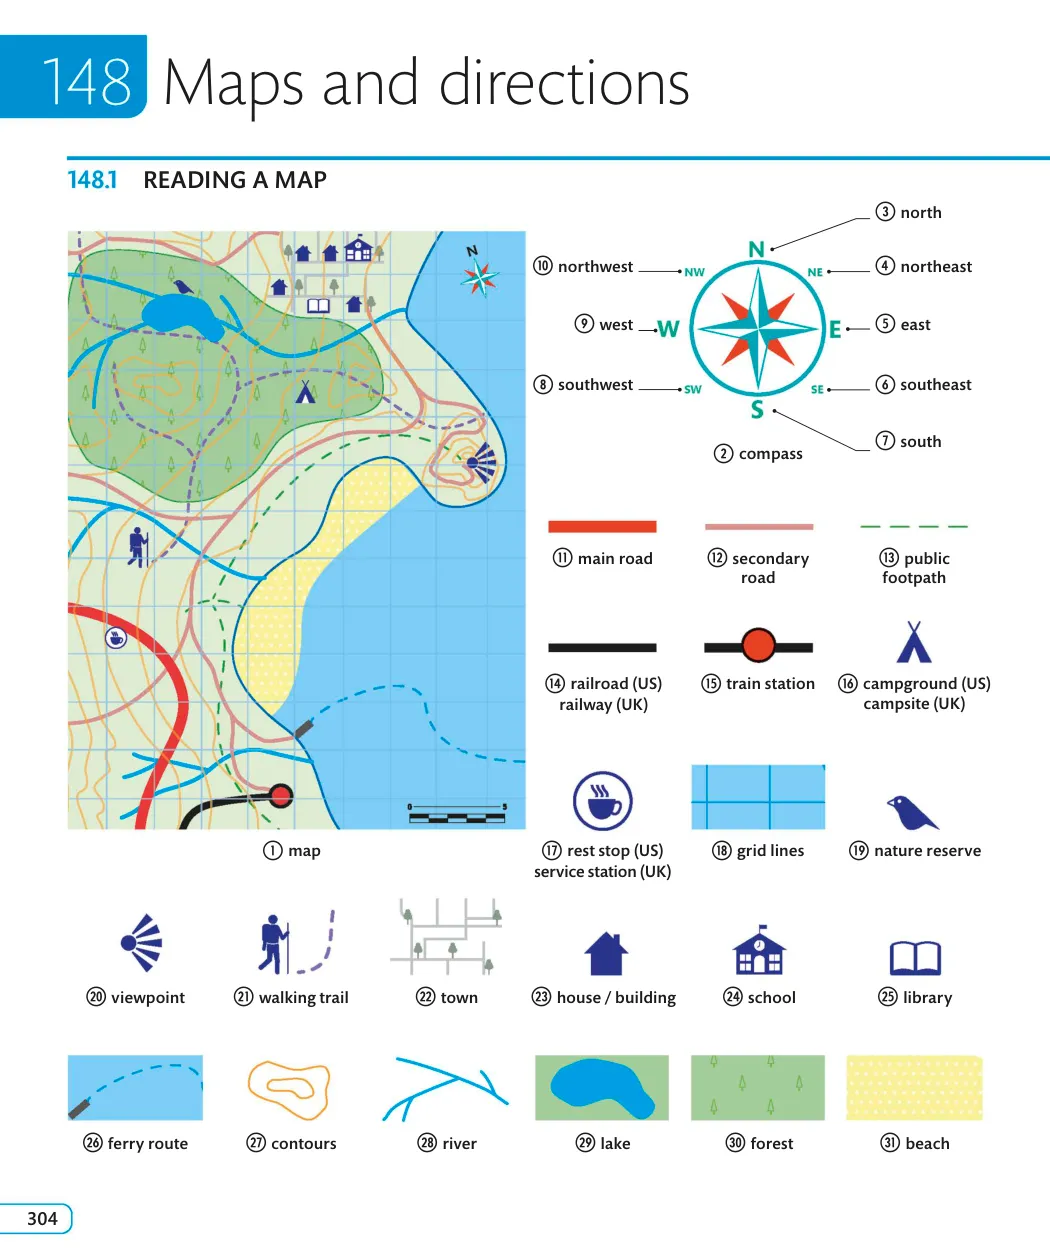 148 Maps and directions
148.1 READING A MAP
N
0 5
1 map
N
NE
E
SE
S
SW
W
NW
2 compass
3 north
4 northeast
5 east
6 southeast
7 south
8 southwest
9 west
10 northwest
11 main road
12 secondary
road
13 public
footpath
14 railroad (US)
railway (UK)
15 train station
16 campground (US)
campsite (UK)
17 rest stop (US)
service station (UK)
18 grid lines
19 nature reserve
20 viewpoint
21 walking trail
22 town
23 house / building
24 school
25 library
26 ferry route
27 contours
28 river
29 lake
30 forest
31 beach
304